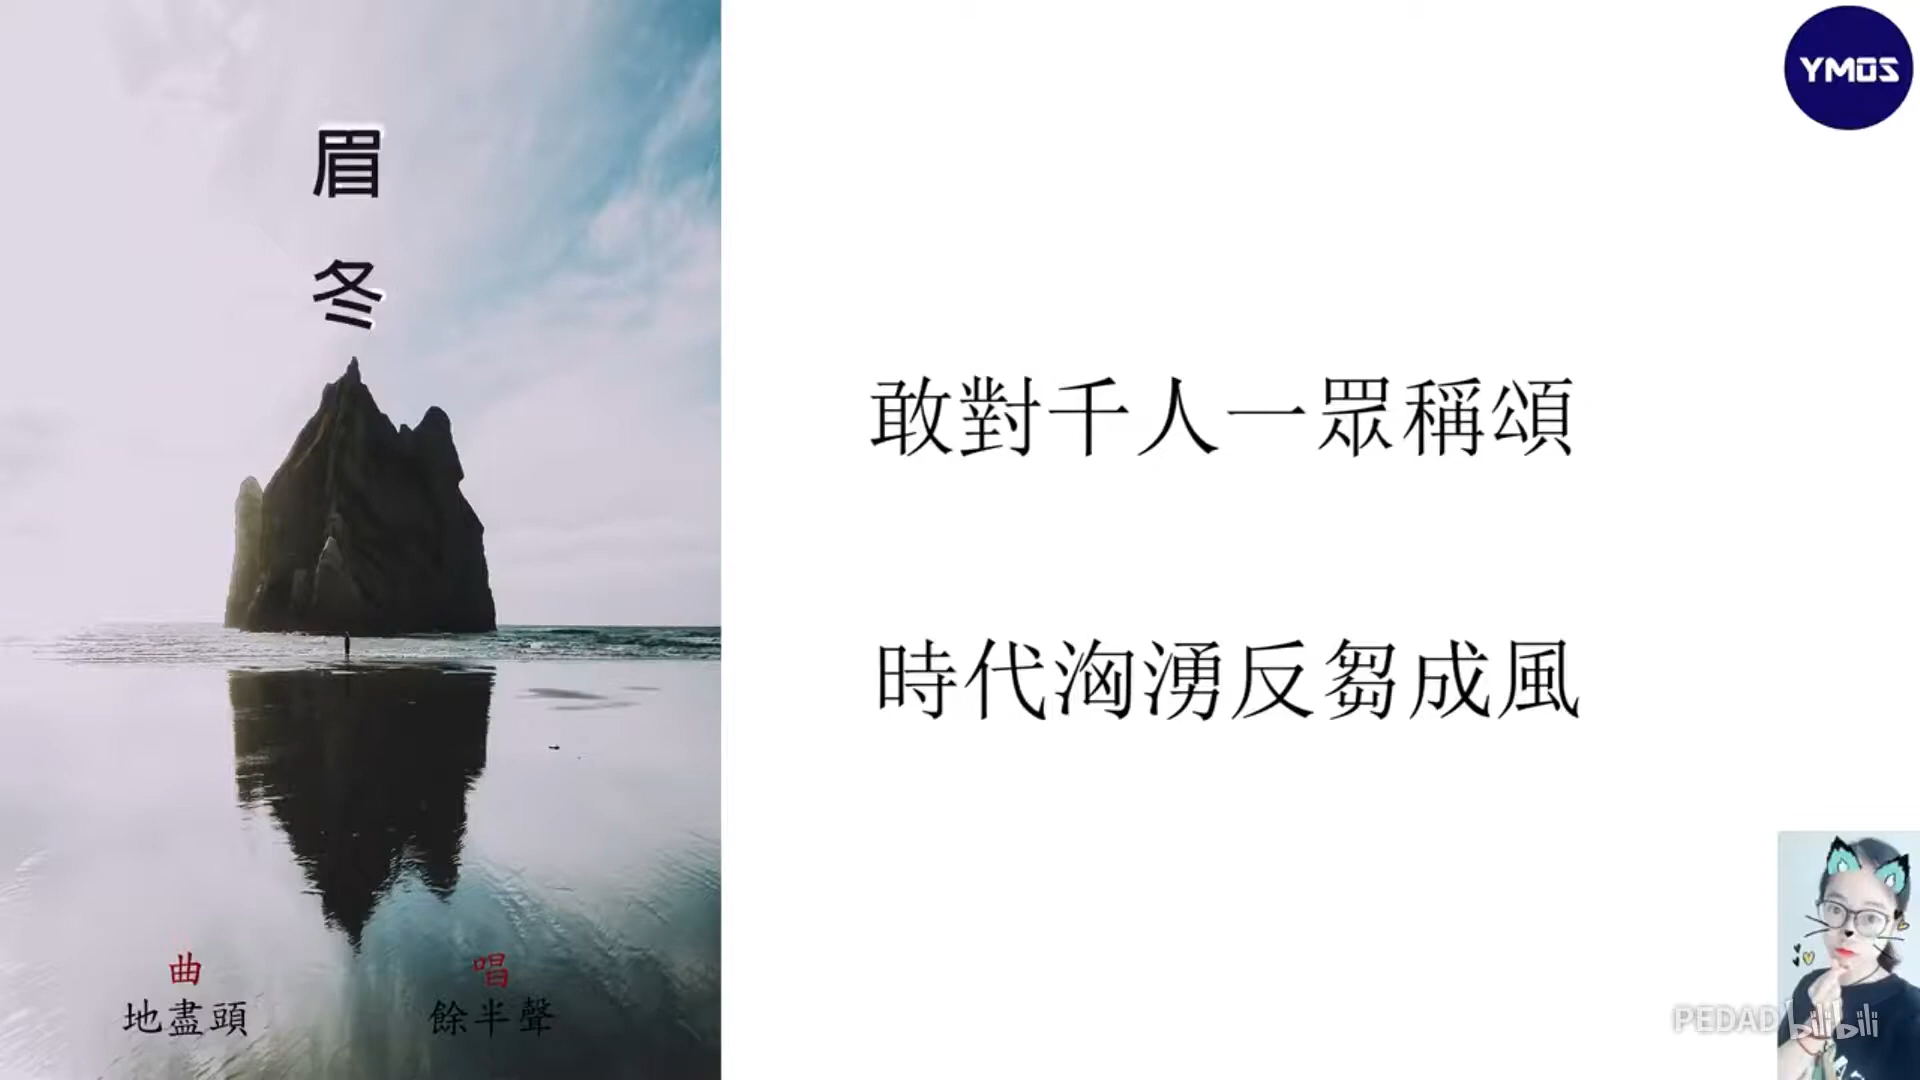 眉
冬
曲
地盡頭
唱
餘半聲
敢對千人一眾稱頌
時代洶湧反芻成風
YMOS
PEDAD bilibili